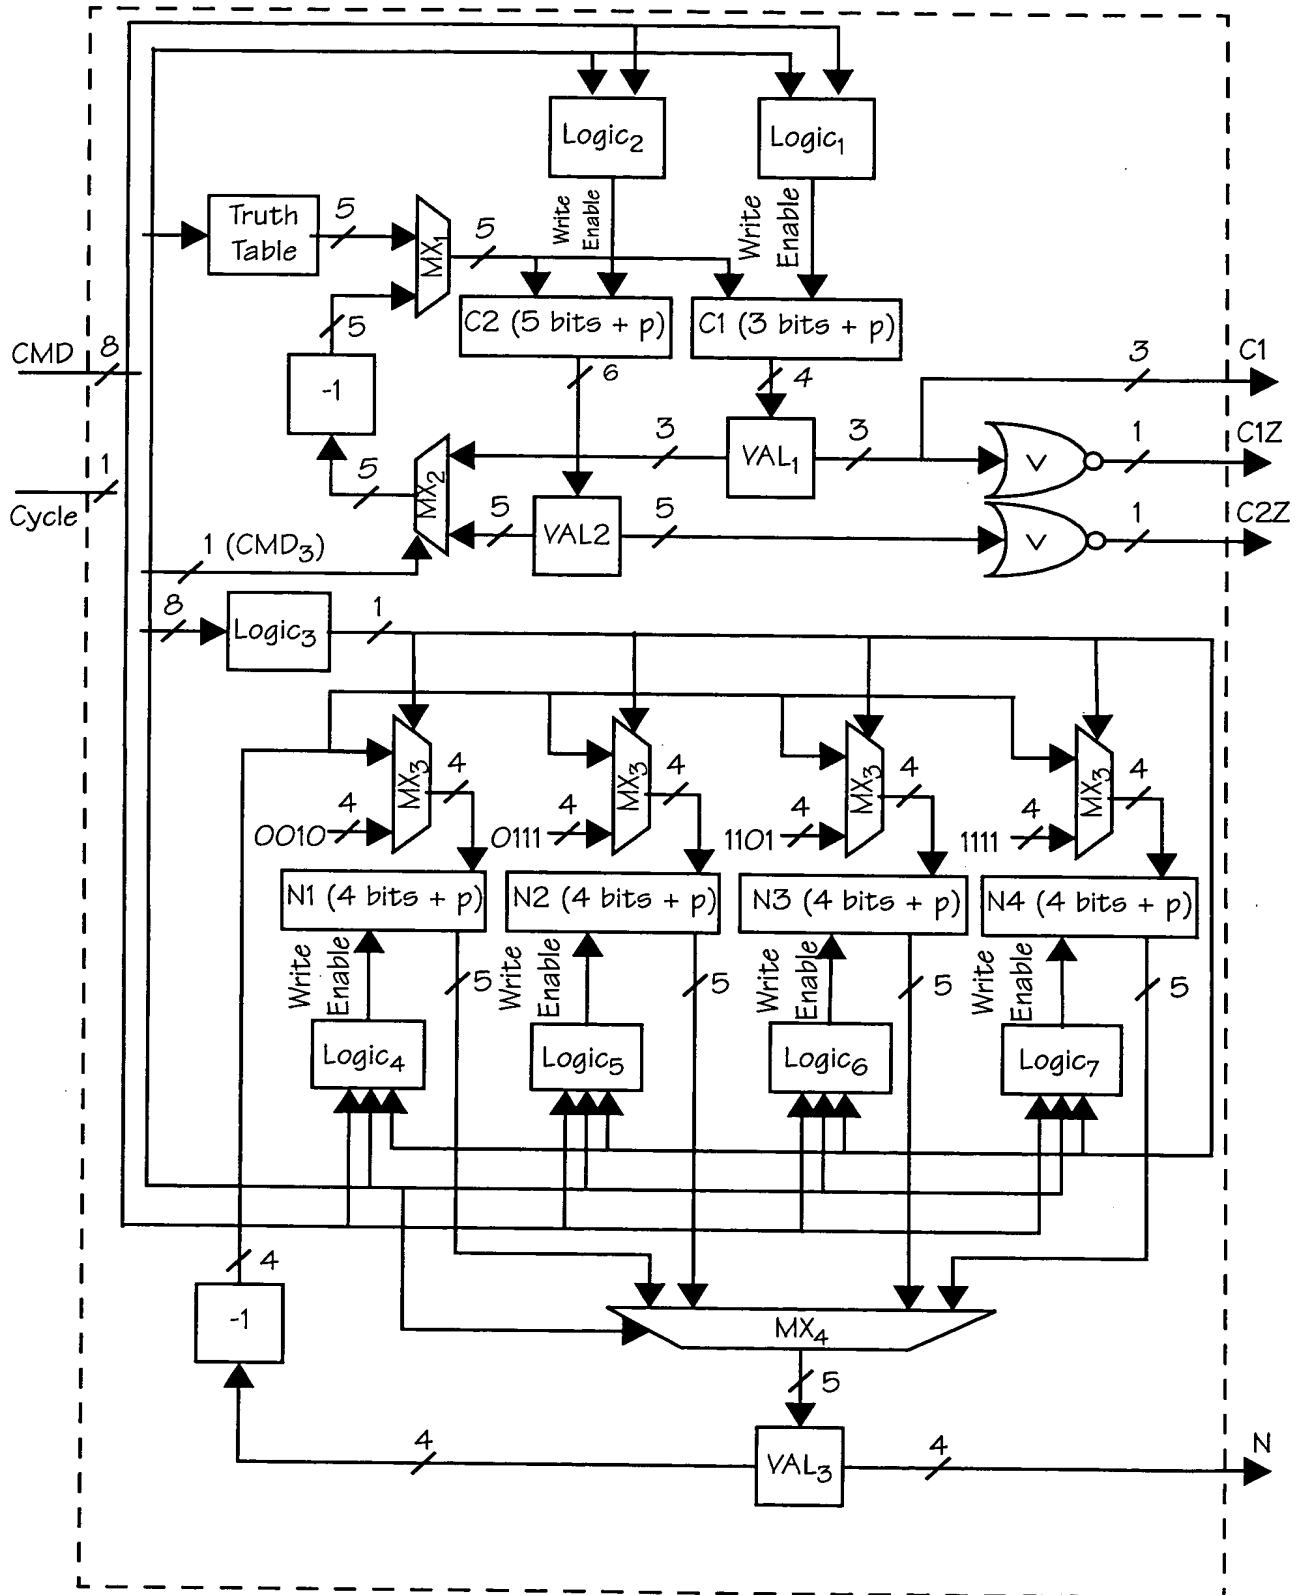 Logic2
Logic1
Write
Enable
Write
Enable
Truth
Table
5
MX1
5
C2 (5 bits + p)
C1 (3 bits + p)
5
CMD
8
-1
6
4
3
C1
3
VAL1
3
V
1
C1Z
1
Cycle
5
MX2
5
VAL2
5
V
1
C2Z
1 (CMD3)
8
Logic3
1
MX3
4
MX3
4
MX3
4
MX3
4
0010
4
0111
4
1101
4
1111
4
N1 (4 bits + p)
N2 (4 bits + p)
N3 (4 bits + p)
N4 (4 bits + p)
Write
Enable
5
Write
Enable
5
Write
Enable
5
Write
Enable
5
Logic4
Logic5
Logic6
Logic7
4
-1
MX4
5
4
VAL3
4
N